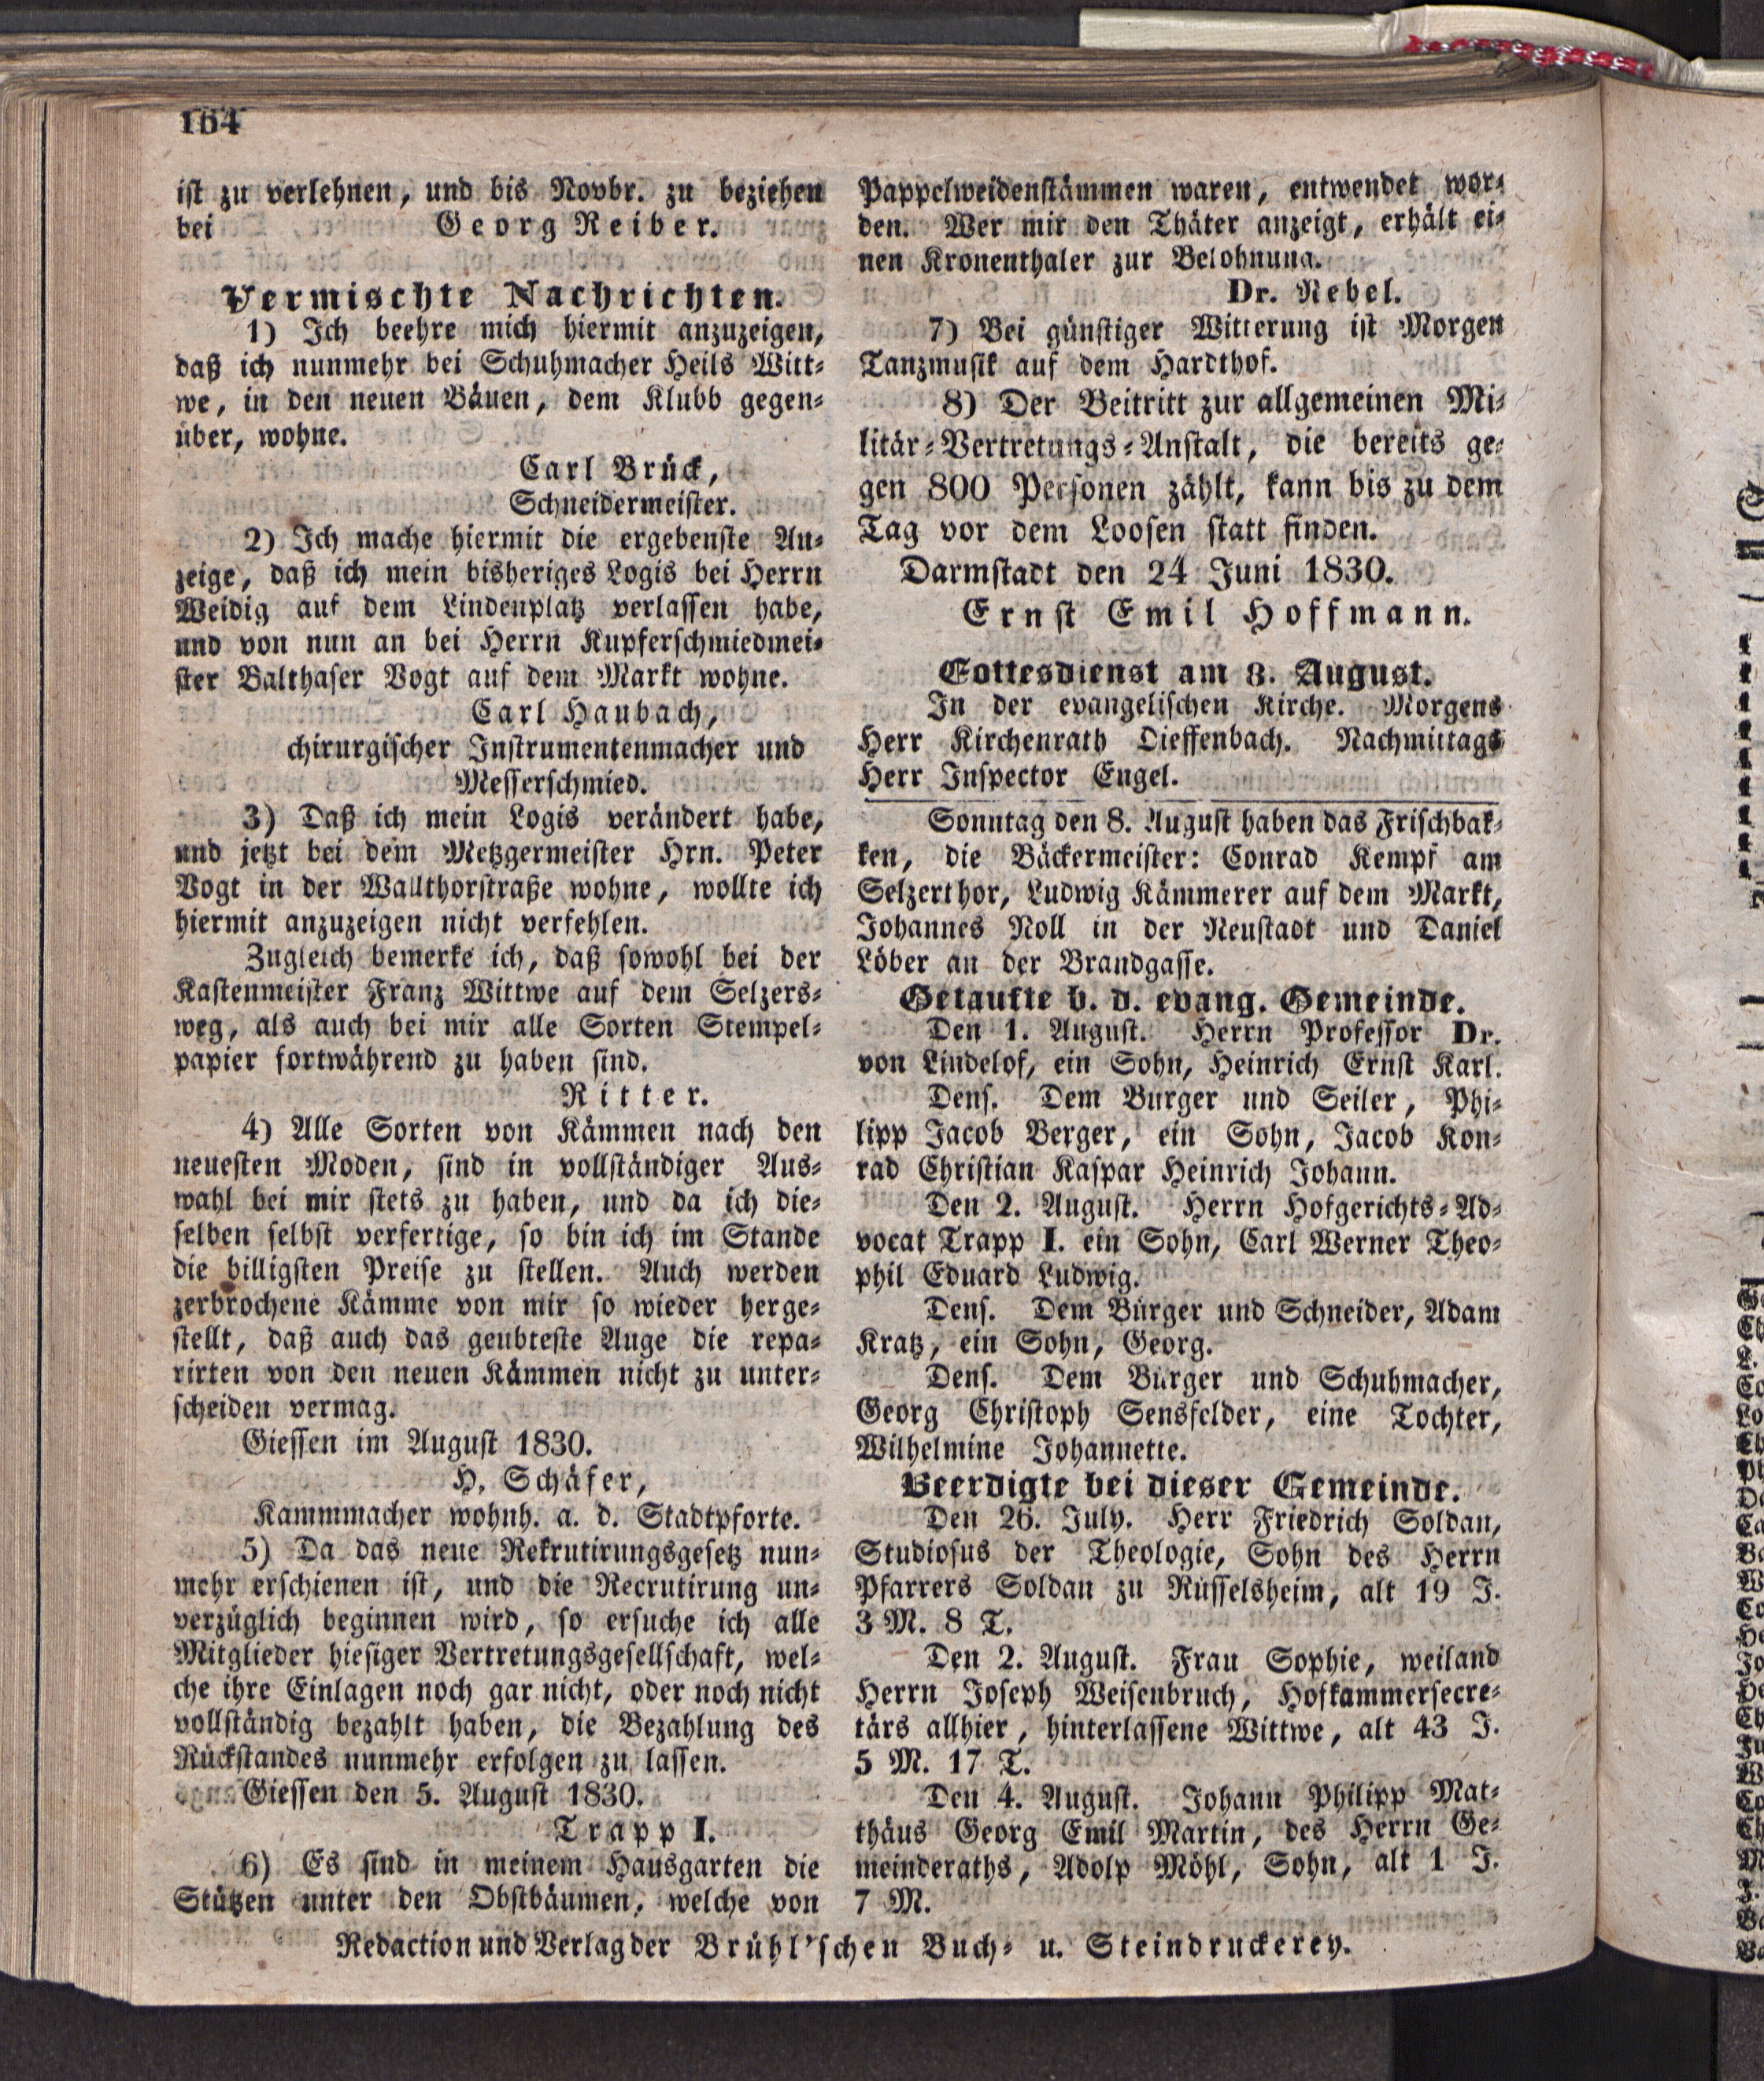 164
ist zu verlehnen, und bis Novbr. zu beziehen
bei Georg Reiber.
Vermischte Nachrichten.
1) Ich beehre mich hiermit anzuzeigen,
daß ich nunmehr bei Schuhmacher Heils Witt-
we, in den neuen Bäuen, dem Klubb gegen-
über, wohne.
Carl Brück,
Schneidermeister.
2) Ich mache hiermit die ergebenste An-
zeige, daß ich mein bisheriges Logis bei Herrn
Weidig auf dem Lindenplatz verlassen habe,
und von nun an bei Herrn Kupferschmiedmei-
ster Balthaser Vogt auf dem Markt wohne.
Carl Haubach,
chirurgischer Instrumentenmacher und
Messerschmied.
3) Daß ich mein Logis verändert habe,
und jetzt bei dem Metzgermeister Hrn. Peter
Vogt in der Wallthorstraße wohne, wollte ich
hiermit anzuzeigen nicht verfehlen.
Zugleich bemerke ich, daß sowohl bei der
Kastenmeister Franz Wittwe auf dem Selzers-
weg, als auch bei mir alle Sorten Stempel-
papier fortwährend zu haben sind.
Ritter.
4) Alle Sorten von Kämmen nach den
neuesten Moden, sind in vollständiger Aus-
wahl bei mir stets zu haben, und da ich die-
selben selbst verfertige, so bin ich im Stande
die billigsten Preise zu stellen. Auch werden
zerbrochene Kämme von mir so wieder herge-
stellt, daß auch das geubteste Auge die repa-
rirten von den neuen Kämmen nicht zu unter-
scheiden vermag.
Giessen im August 1830.
H. Schäfer,
Kammmacher wohnh. a. d. Stadtpforte.
5) Da das neue Rekrutirungsgesetz nun-
mehr erschienen ist, und die Recrutirung un-
verzüglich beginnen wird, so ersuche ich alle
Mitglieder hiesiger Vertretungsgesellschaft, wel-
che ihre Einlagen noch gar nicht, oder noch nicht
vollständig bezahlt haben, die Bezahlung des
Rückstandes nunmehr erfolgen zu lassen.
Giessen den 5. August 1830.
Trapp I.
6) Es sind in meinem Hausgarten die
Stützen unter den Obstbäumen, welche von
Pappelweidenstämmen waren, entwendet wor-
den. Wer mir den Thäter anzeigt, erhält ei-
nen Kronenthaler zur Belohnung.
Dr. Nebel.
7) Bei günstiger Witterung ist Morgen
Tanzmusik auf dem Hardthof.
8) Der Beitritt zur allgemeinen Mi-
litär-Vertretungs-Anstalt, die bereits ge-
gen 800 Personen zählt, kann bis zu dem
Tag vor dem Loosen statt finden.
Darmstadt den 24 Juni 1830.
Ernst Emil Hoffmann.
Gottesdienst am 8. August.
In der evangelischen Kirche. Morgens
Herr Kirchenrath Dieffenbach. Nachmittags
Herr Inspector Engel.
Sonntag den 8. August haben das Frischbak-
ken, die Bäckermeister: Conrad Kempf am
Selzerthor, Ludwig Kämmerer auf dem Markt,
Johannes Noll in der Neustadt und Daniel
Löber an der Brandgasse.
Getaufte b. d. evang. Gemeinde.
Den 1. August. Herrn Professor Dr.
von Lindelof, ein Sohn, Heinrich Ernst Karl.
Dens. Dem Burger und Seiler, Phi-
lipp Jacob Berger, ein Sohn, Jacob Kon-
rad Christian Kaspar Heinrich Johann.
Den 2. August. Herrn Hofgerichts-Ad-
vocat Trapp I. ein Sohn, Carl Werner Theo-
phil Eduard Ludwig.
Dens. Dem Bürger und Schneider, Adam
Kratz, ein Sohn, Georg.
Dens. Dem Bürger und Schuhmacher,
Georg Christoph Sensfelder, eine Tochter,
Wilhelmine Johannette.
Beerdigte bei dieser Gemeinde.
Den 26. July. Herr Friedrich Soldan,
Studiosus der Theologie, Sohn des Herrn
Pfarrers Soldan zu Rüsselsheim, alt 19 J.
3 M. 8 T.
Den 2. August. Frau Sophie, weiland
Herrn Joseph Weisenbruch, Hofkammersecre-
tärs allhier, hinterlassene Wittwe, alt 43 J.
5 M. 17 T.
Den 4. August. Johann Philipp Mat-
thäus Georg Emil Martin, des Herrn Ge-
meinderaths, Adolp Möhl, Sohn, alt 1 J.
7 M.
Redaction und Verlag der Brühl'schen Buch- u. Steindruckerey.